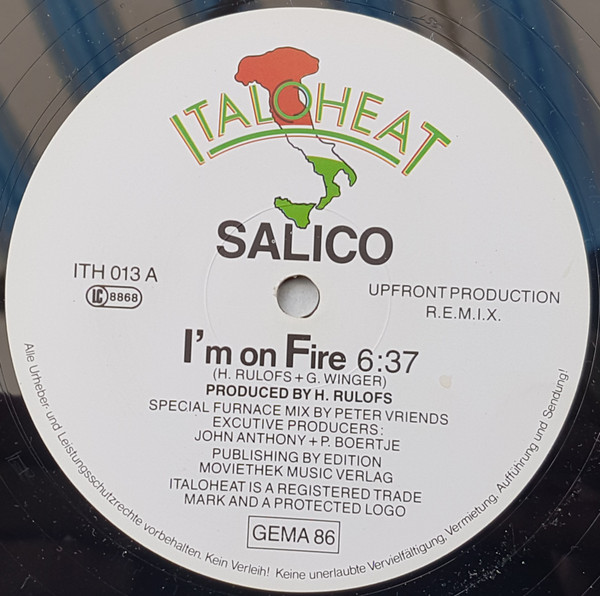 ITALOHEAT
SALICO
ITH 013 A
LC 8868
UPFRONT PRODUCTION
R.E.M.I.X.
I'm on Fire 6:37
(H. RULOFS + G. WINGER)
PRODUCED BY H. RULOFS
SPECIAL FURNACE MIX BY PETER VRIENDS
EXCUTIVE PRODUCERS:
JOHN ANTHONY + P. BOERTJE
PUBLISHING BY EDITION
MOVIETHEK MUSIC VERLAG
ITALOHEAT IS A REGISTERED TRADE
MARK AND A PROTECTED LOGO
GEMA 86
Alle Urheber- und Leistungsschutzrechte vorbehalten. Kein Verleih! Keine unerlaubte Vervielfältigung, Vermietung, Aufführung und Sendung!